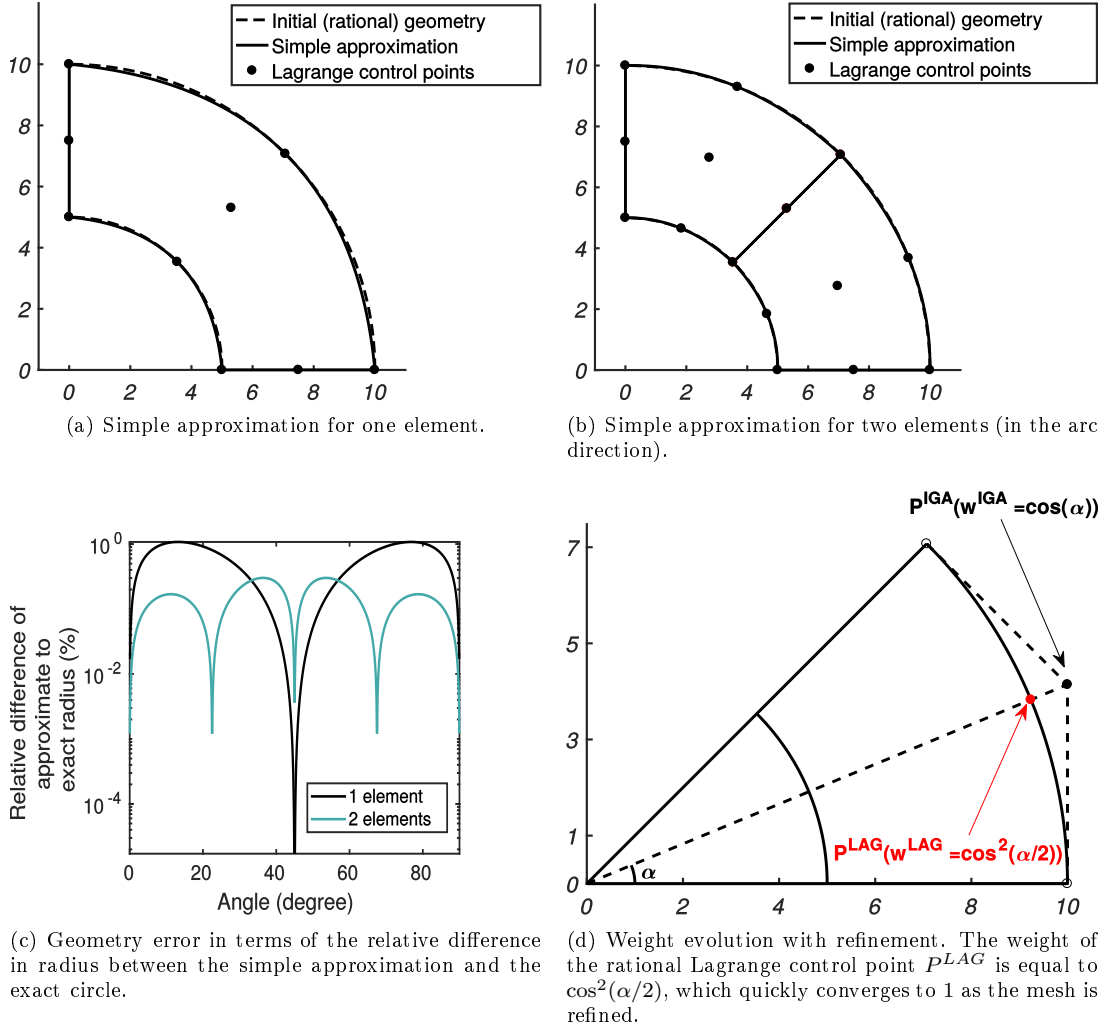 Initial (rational) geometry
Simple approximation
Lagrange control points
10
8
6
4
2
0
0 2 4 6 8 10
(a) Simple approximation for one element.
Initial (rational) geometry
Simple approximation
Lagrange control points
10
8
6
4
2
0
0 2 4 6 8 10
(b) Simple approximation for two elements (in the arc
direction).
Relative difference of
approximate to
exact radius (%)
10^0
10^-2
10^-4
1 element
2 elements
0 20 40 60 80
Angle (degree)
(c) Geometry error in terms of the relative difference
in radius between the simple approximation and the
exact circle.
P^IGA(w^IGA =cos(α))
7
5
3
1
0
P^LAG(w^LAG =cos^2(α/2))
α
0 2 4 6 8 10
(d) Weight evolution with refinement. The weight of
the rational Lagrange control point P^LAG is equal to
cos^2(α/2), which quickly converges to 1 as the mesh is
refined.